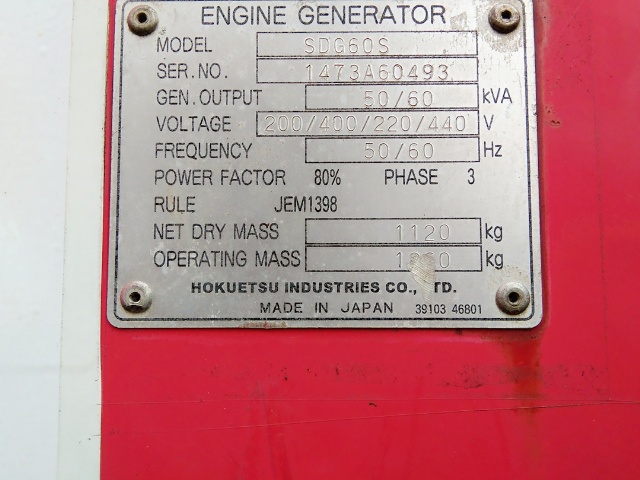 ENGINE GENERATOR
MODEL SDG60S
SER.NO. 1473A60493
GEN.OUTPUT 50/60 kVA
VOLTAGE 200/400/220/440 V
FREQUENCY 50/60 Hz
POWER FACTOR 80% PHASE 3
RULE JEM1398
NET DRY MASS 1120 kg
OPERATING MASS kg
HOKUETSU INDUSTRIES CO., TD.
MADE IN JAPAN 39103 46801